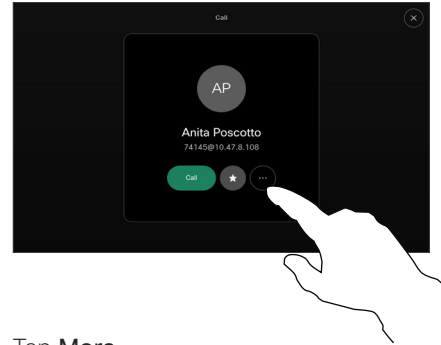 Call
AP
Anita Poscotto
74145@10.47.8.108
Call
Tap More